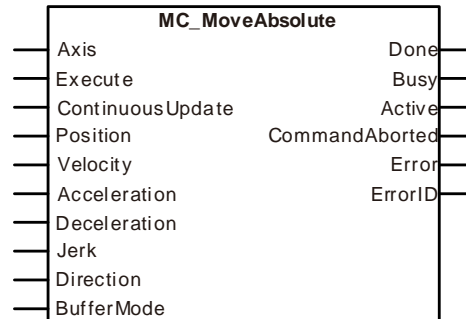 MC_MoveAbsolute
Axis Done
Execute Busy
ContinuousUpdate Active
Position CommandAborted
Velocity Error
Acceleration ErrorID
Deceleration
Jerk
Direction
BufferMode